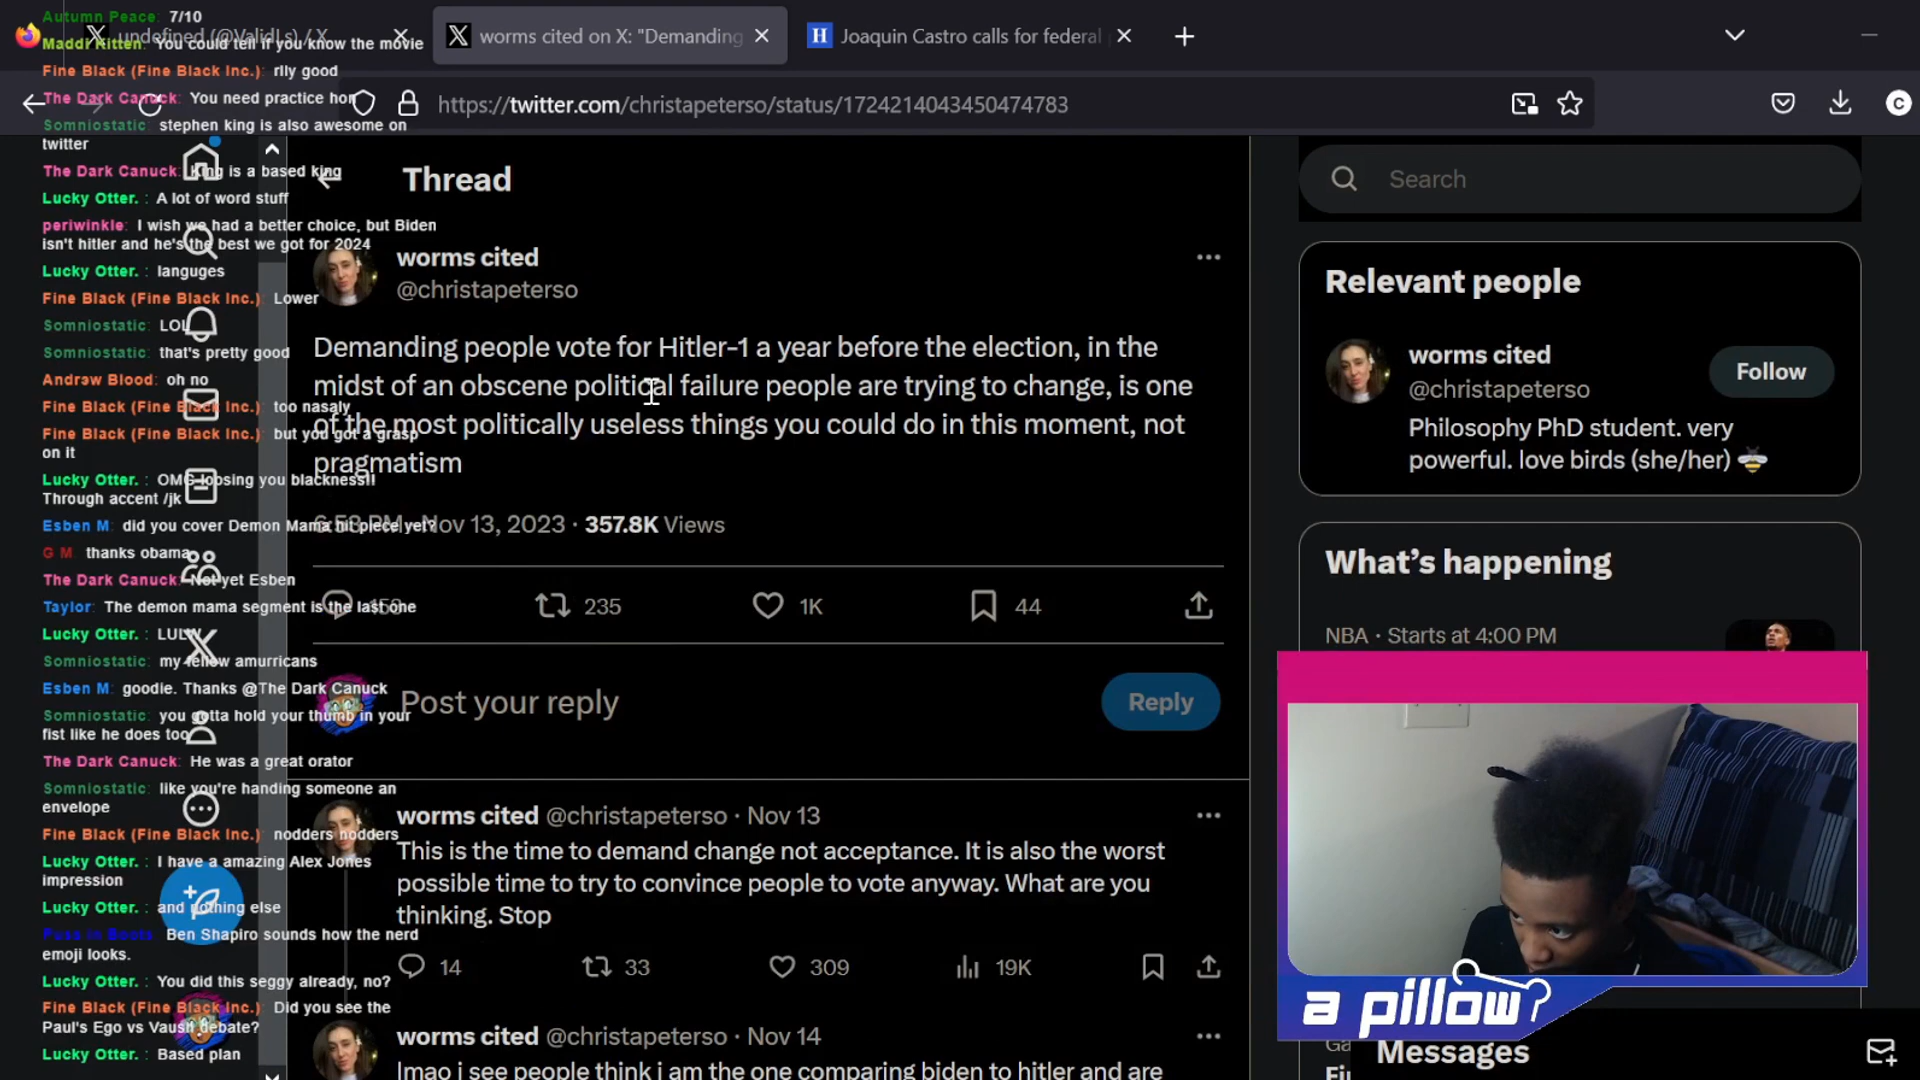 Autumn Peace: 7/10
Maddi Kitten: You could tell if you know the movie
Fine Black (Fine Black Inc.): rlly good
The Dark Canuck: You need practice hon
Somniostatic: stephen king is also awesome on
twitter
The Dark Canuck: King is a based king
Lucky Otter. : A lot of word stuff
periwinkle: I wish we had a better choice, but Biden
isn't hitler and he's the best we got for 2024
Lucky Otter. : languges
Fine Black (Fine Black Inc.): Lower
Somniostatic: LOL
Somniostatic: that's pretty good
Andrəw Blood: oh no
Fine Black (Fine Black Inc.): too nasaly
Fine Black (Fine Black Inc.): but you got a grasp
on it
Lucky Otter. : OMG loosing you blackness!!
Through accent /jk
Esben M: did you cover Demon Mama hit piece yet?
G M: thanks obama
The Dark Canuck: Not yet Esben
Taylor: The demon mama segment is the last one
Lucky Otter. : LULW
Somniostatic: my fellow amurricans
Esben M: goodie. Thanks @The Dark Canuck
Somniostatic: you gotta hold your thumb in your
fist like he does too
The Dark Canuck: He was a great orator
Somniostatic: like you're handing someone an
envelope
Fine Black (Fine Black Inc.): nodders nodders
Lucky Otter. : I have a amazing Alex Jones
impression
Lucky Otter. : and nothing else
Puss in Boots: Ben Shapiro sounds how the nerd
emoji looks.
Lucky Otter. : You did this seggy already, no?
Fine Black (Fine Black Inc.): Did you see the
Paul's Ego vs Vaush debate?
Lucky Otter. : Based plan
undefined (@ValidLs) / X
worms cited on X: "Demanding
H Joaquin Castro calls for federal
https://twitter.com/christapeterso/status/1724214043450474783
C
Thread
worms cited
@christapeterso
Demanding people vote for Hitler-1 a year before the election, in the
midst of an obscene political failure people are trying to change, is one
of the most politically useless things you could do in this moment, not
pragmatism
6:53 PM · Nov 13, 2023 · 357.8K Views
235
1K
44
Post your reply
Reply
worms cited @christapeterso · Nov 13
This is the time to demand change not acceptance. It is also the worst
possible time to try to convince people to vote anyway. What are you
thinking. Stop
14
33
309
19K
worms cited @christapeterso · Nov 14
lmao i see people think i am the one comparing biden to hitler and are
Search
Relevant people
worms cited
@christapeterso
Follow
Philosophy PhD student. very
powerful. love birds (she/her)
What's happening
NBA · Starts at 4:00 PM
a pillow?
Messages